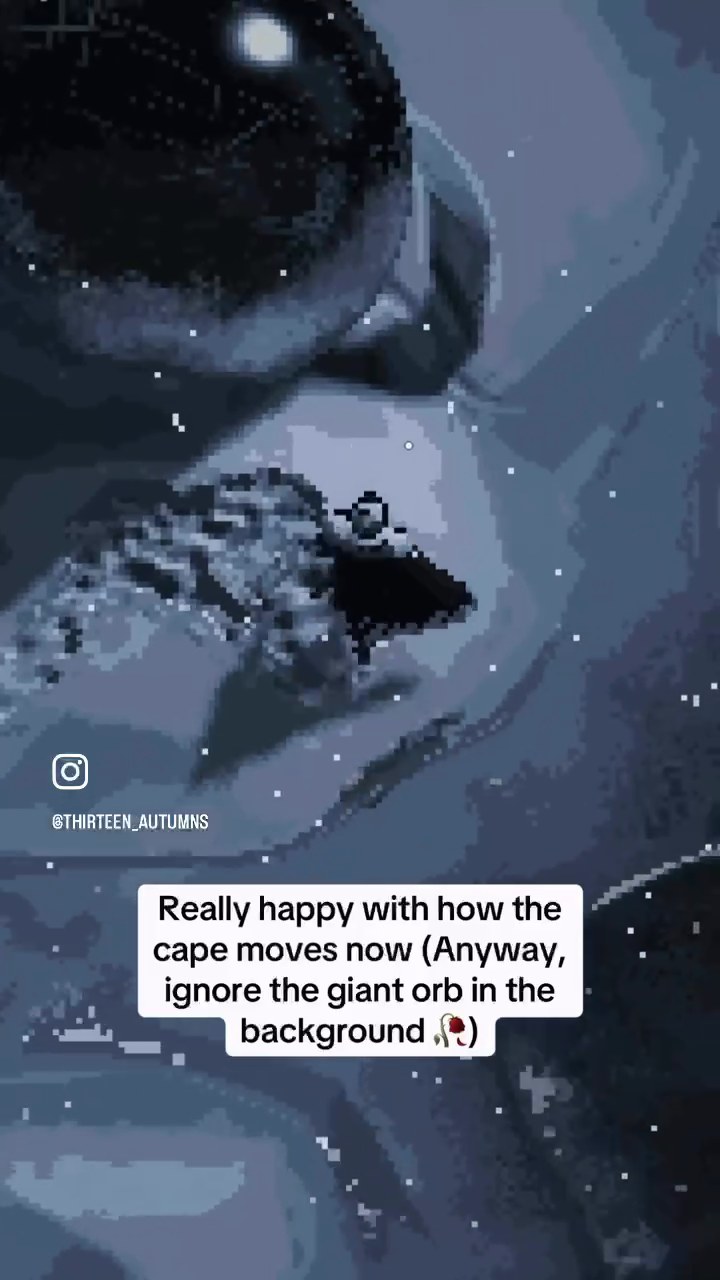 @THIRTEEN_AUTUMNS
Really happy with how the
cape moves now (Anyway,
ignore the giant orb in the
background 🥀)